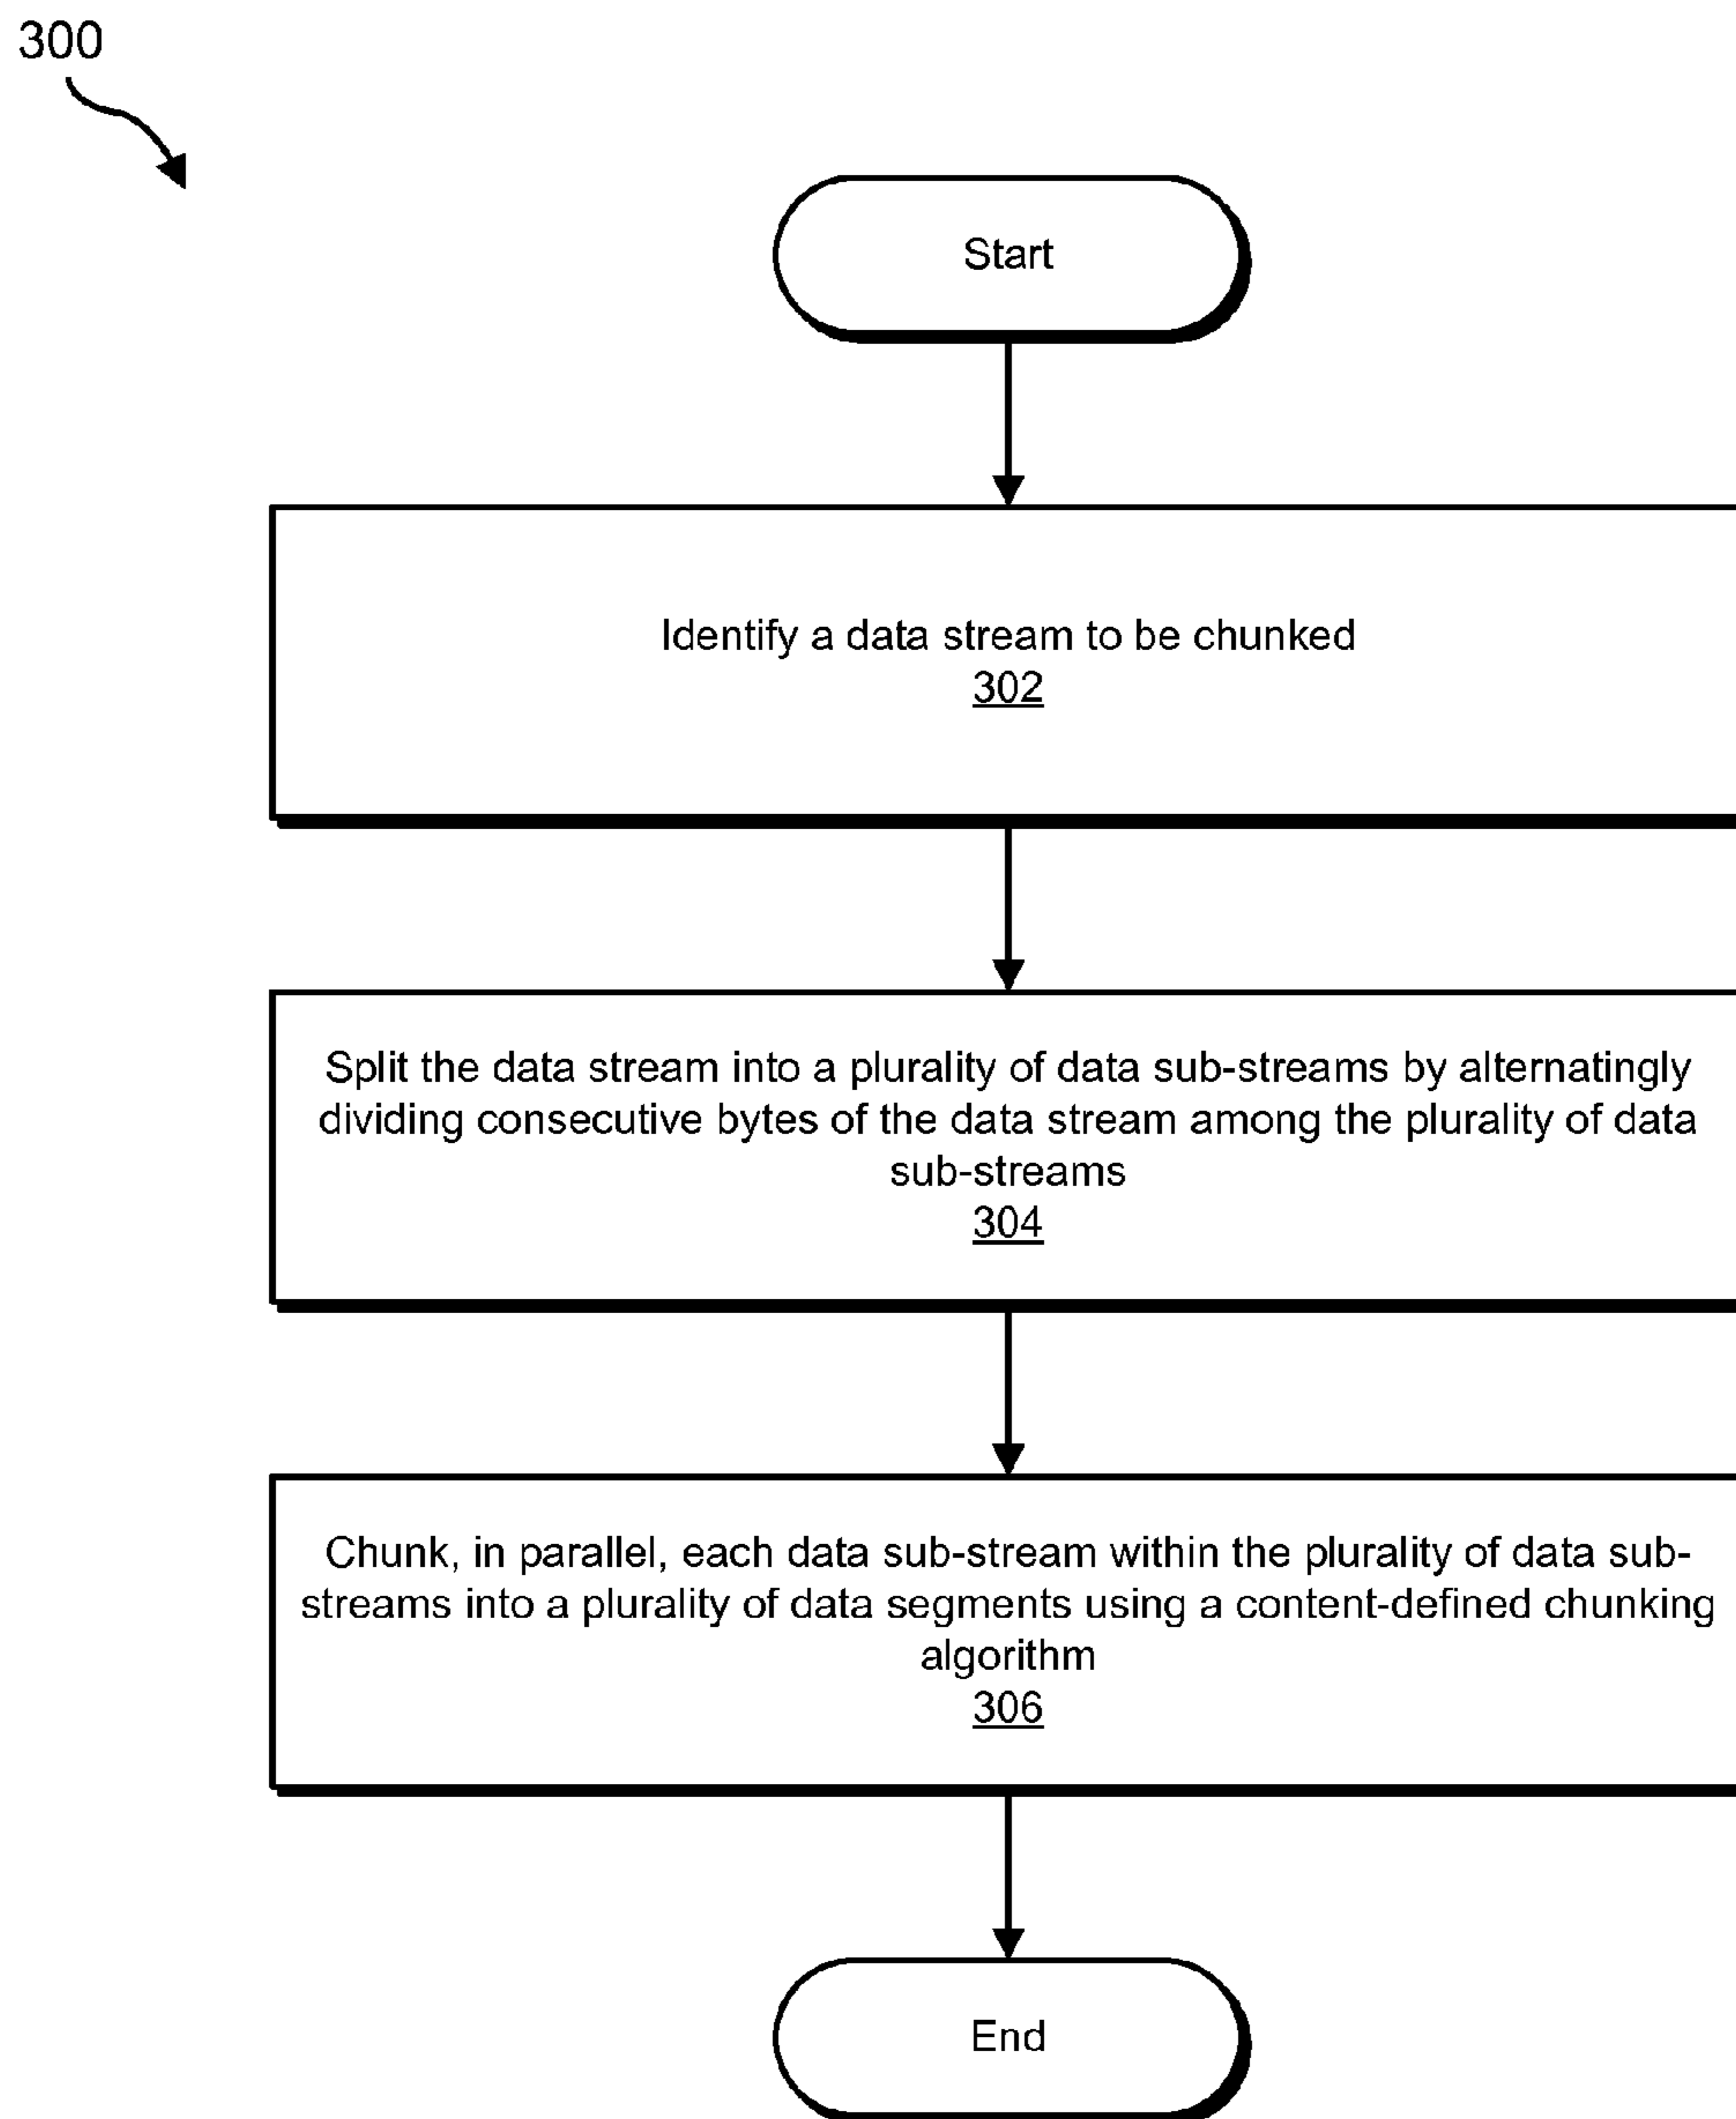 300
Start
Identify a data stream to be chunked
302
Split the data stream into a plurality of data sub-streams by alternatingly
dividing consecutive bytes of the data stream among the plurality of data
sub-streams
304
Chunk, in parallel, each data sub-stream within the plurality of data sub-
streams into a plurality of data segments using a content-defined chunking
algorithm
306
End